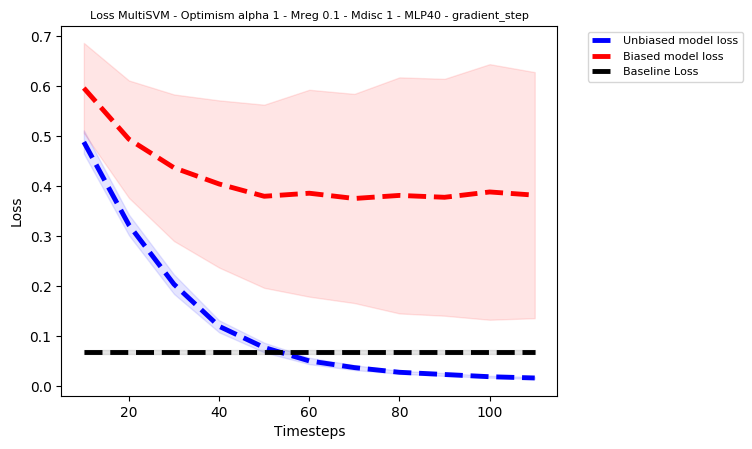 Loss MultiSVM - Optimism alpha 1 - Mreg 0.1 - Mdisc 1 - MLP40 - gradient_step
Unbiased model loss
Biased model loss
Baseline Loss
0.7
0.6
0.5
0.4
0.3
0.2
0.1
0.0
Loss
20 40 60 80 100
Timesteps